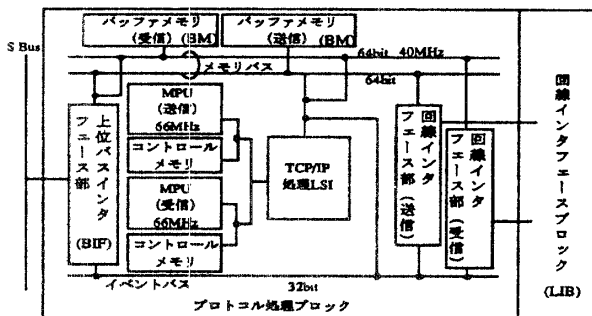 S Bus
バッファメモリ
(受信)(BM)
バッファメモリ
(送信)(BM)
64bit 40MHz
メモリバス
64bit
上位バスインタ
フェース部
(BIF)
MPU
(送信)
66MHz
コントロール
メモリ
MPU
(受信)
66MHz
コントロール
メモリ
TCP/IP
処理LSI
回線インタ
フェース部(送信)
回線インタ
フェース部(受信)
イベントバス
32bit
プロトコル処理ブロック
回線インタフェースブロック
(LIB)